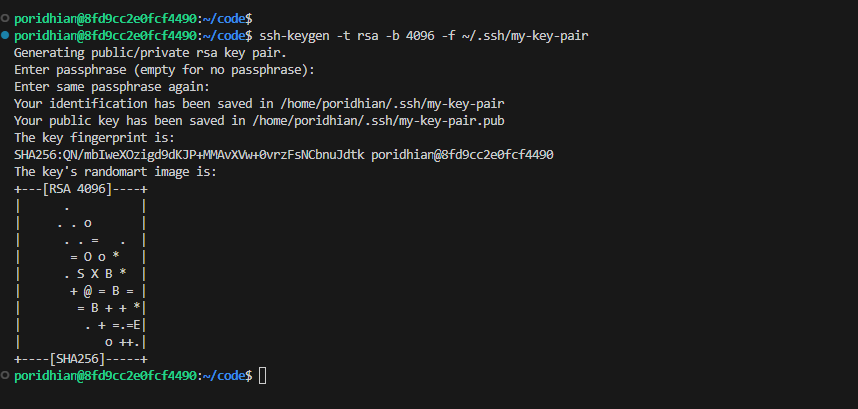 poridhian@8fd9cc2e0fcf4490:~/code$
poridhian@8fd9cc2e0fcf4490:~/code$ ssh-keygen -t rsa -b 4096 -f ~/.ssh/my-key-pair
Generating public/private rsa key pair.
Enter passphrase (empty for no passphrase):
Enter same passphrase again:
Your identification has been saved in /home/poridhian/.ssh/my-key-pair
Your public key has been saved in /home/poridhian/.ssh/my-key-pair.pub
The key fingerprint is:
SHA256:QN/mbIweXOzigd9dKJP+MMAvXVw+0vrzFsNCbnuJdtk poridhian@8fd9cc2e0fcf4490
The key's randomart image is:
+---[RSA 4096]----+
|      .          |
|     . . o       |
|      . . =   .  |
|       = O o *   |
|      . S X B *  |
|       + @ = B = |
|        = B + + *|
|         . + =.=E|
|            o ++.|
+----[SHA256]-----+
poridhian@8fd9cc2e0fcf4490:~/code$